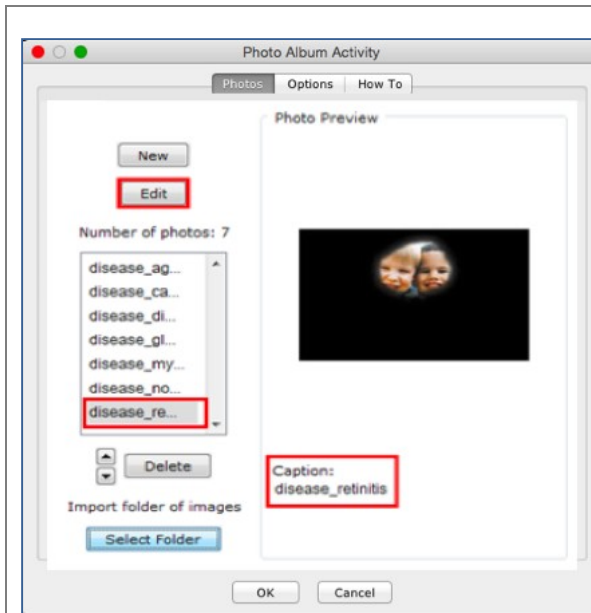 Photo Album Activity
Photos Options How To
Photo Preview
New
Edit
Number of photos: 7
disease_ag...
disease_ca...
disease_di...
disease_gl...
disease_my...
disease_no...
disease_re...
Delete
Caption:
disease_retinitis
Import folder of images
Select Folder
OK Cancel